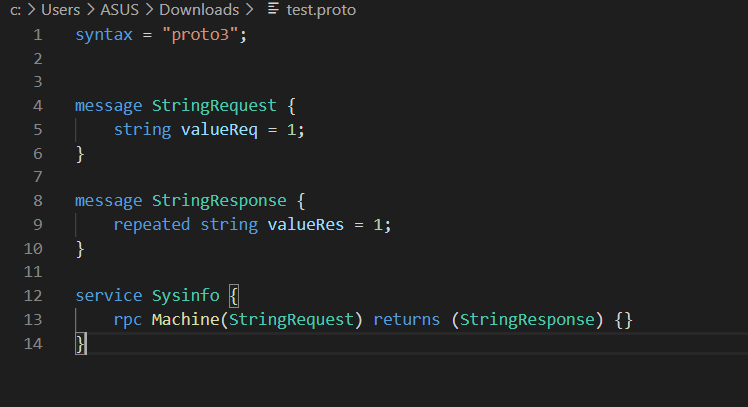 c: > Users > ASUS > Downloads > test.proto
1 syntax = "proto3";
2
3
4 message StringRequest {
5 string valueReq = 1;
6 }
7
8 message StringResponse {
9 repeated string valueRes = 1;
10 }
11
12 service Sysinfo {
13 rpc Machine(StringRequest) returns (StringResponse) {}
14 }